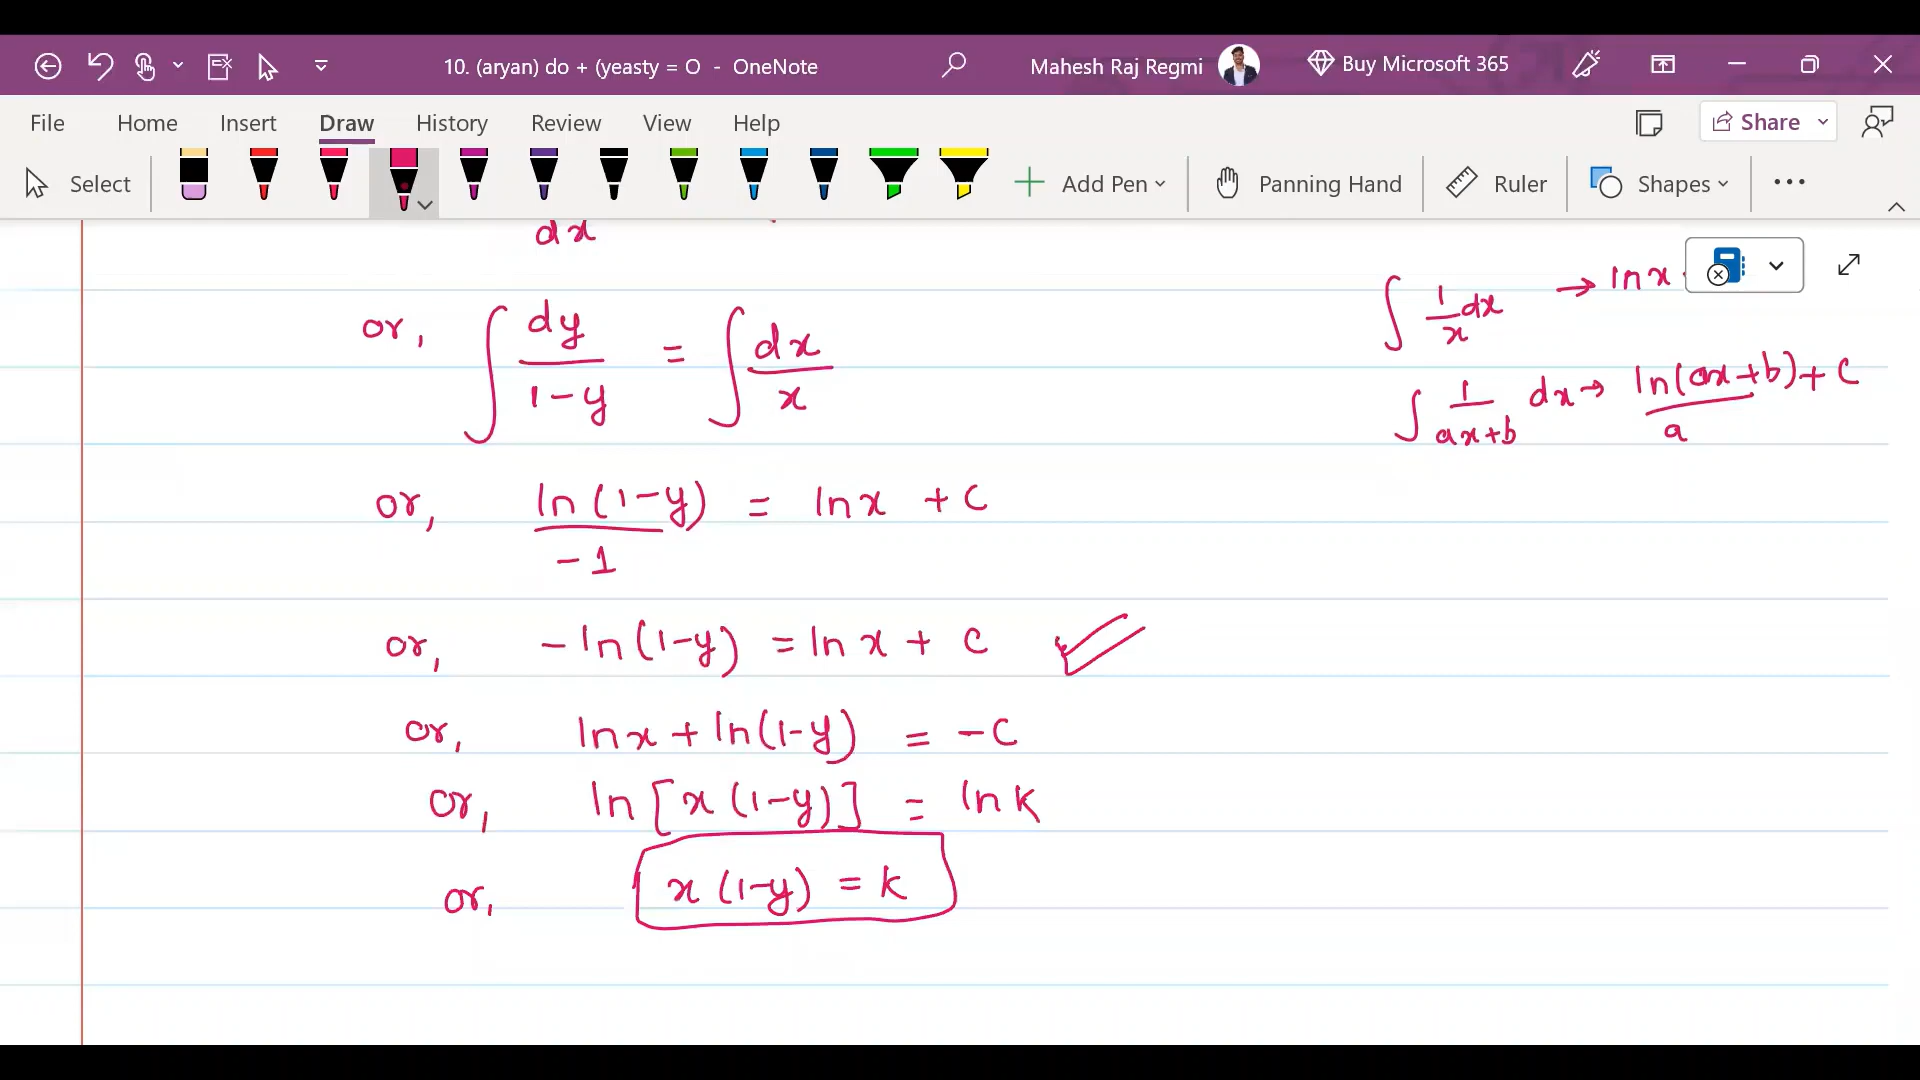 10. (aryan) do + (yeasty = O - OneNote
Mahesh Raj Regmi
Buy Microsoft 365
File Home Insert Draw History Review View Help
Share
Select
Add Pen
Panning Hand
Ruler
Shapes
dx
∫ 1/x dx → ln x
∫ 1/(ax+b) dx → ln(ax+b)/a + C
or, ∫ dy/(1-y) = ∫ dx/x
or, ln(1-y)/-1 = ln x + C
or, -ln(1-y) = ln x + C
or, ln x + ln(1-y) = -C
or, ln[x(1-y)] = ln k
or, x(1-y) = k